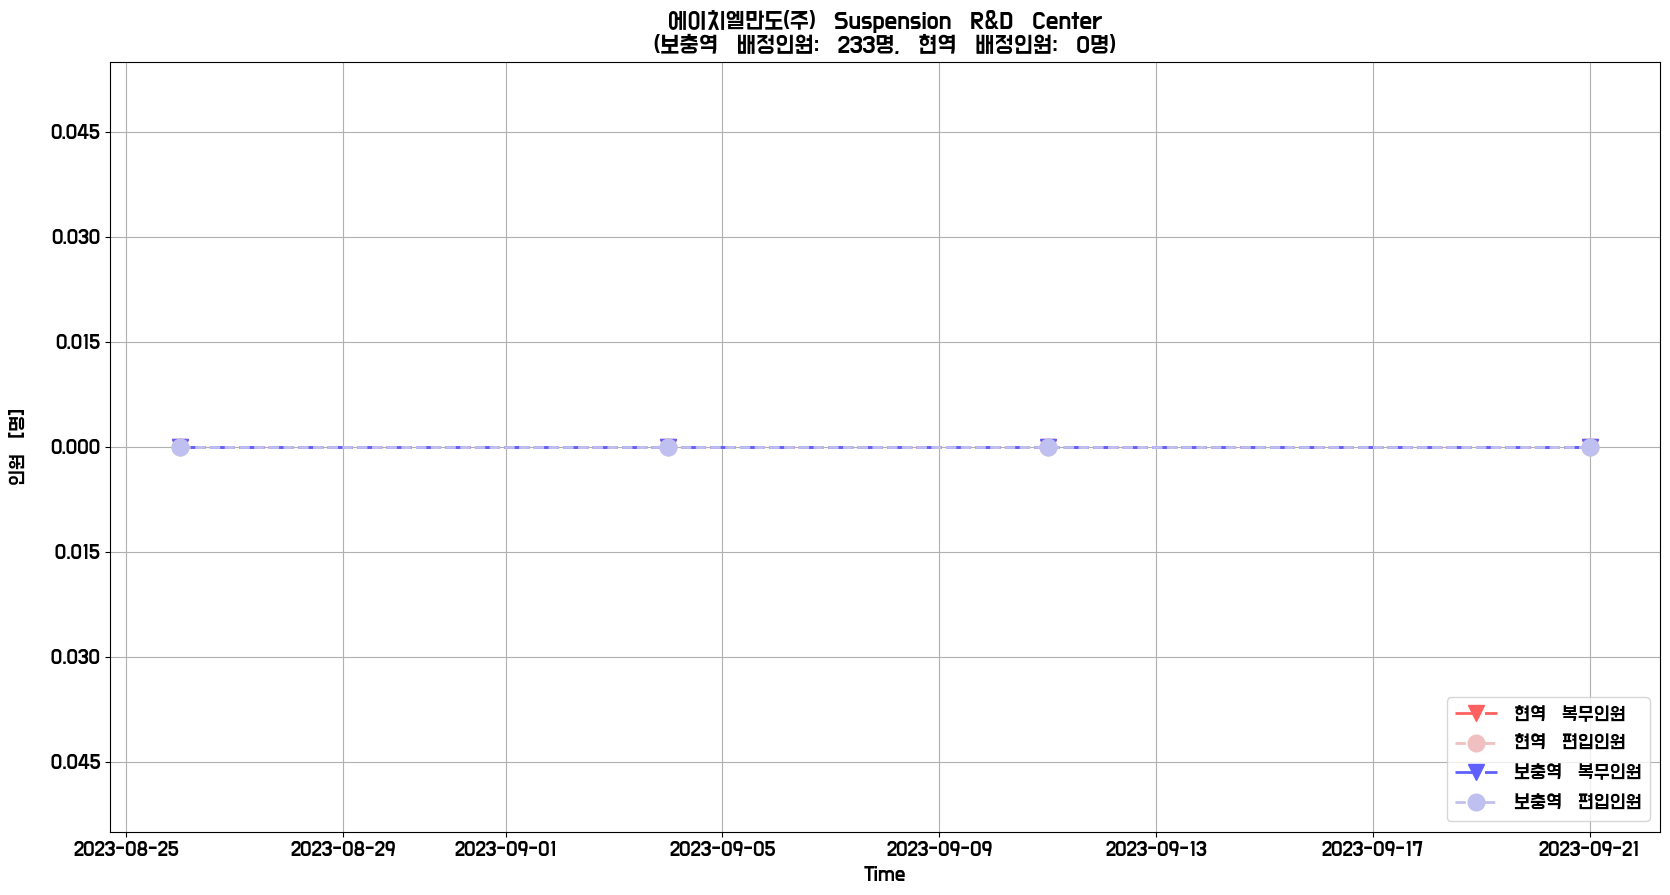 에이치엘만도(주) Suspension R&D Center
(보충역 배정인원: 233명, 현역 배정인원: 0명)
0.045
0.030
0.015
0.000
0.015
0.030
0.045
인원 [명]
2023-08-25 2023-08-29 2023-09-01 2023-09-05 2023-09-09 2023-09-13 2023-09-17 2023-09-21
Time
현역 복무인원
현역 편입인원
보충역 복무인원
보충역 편입인원